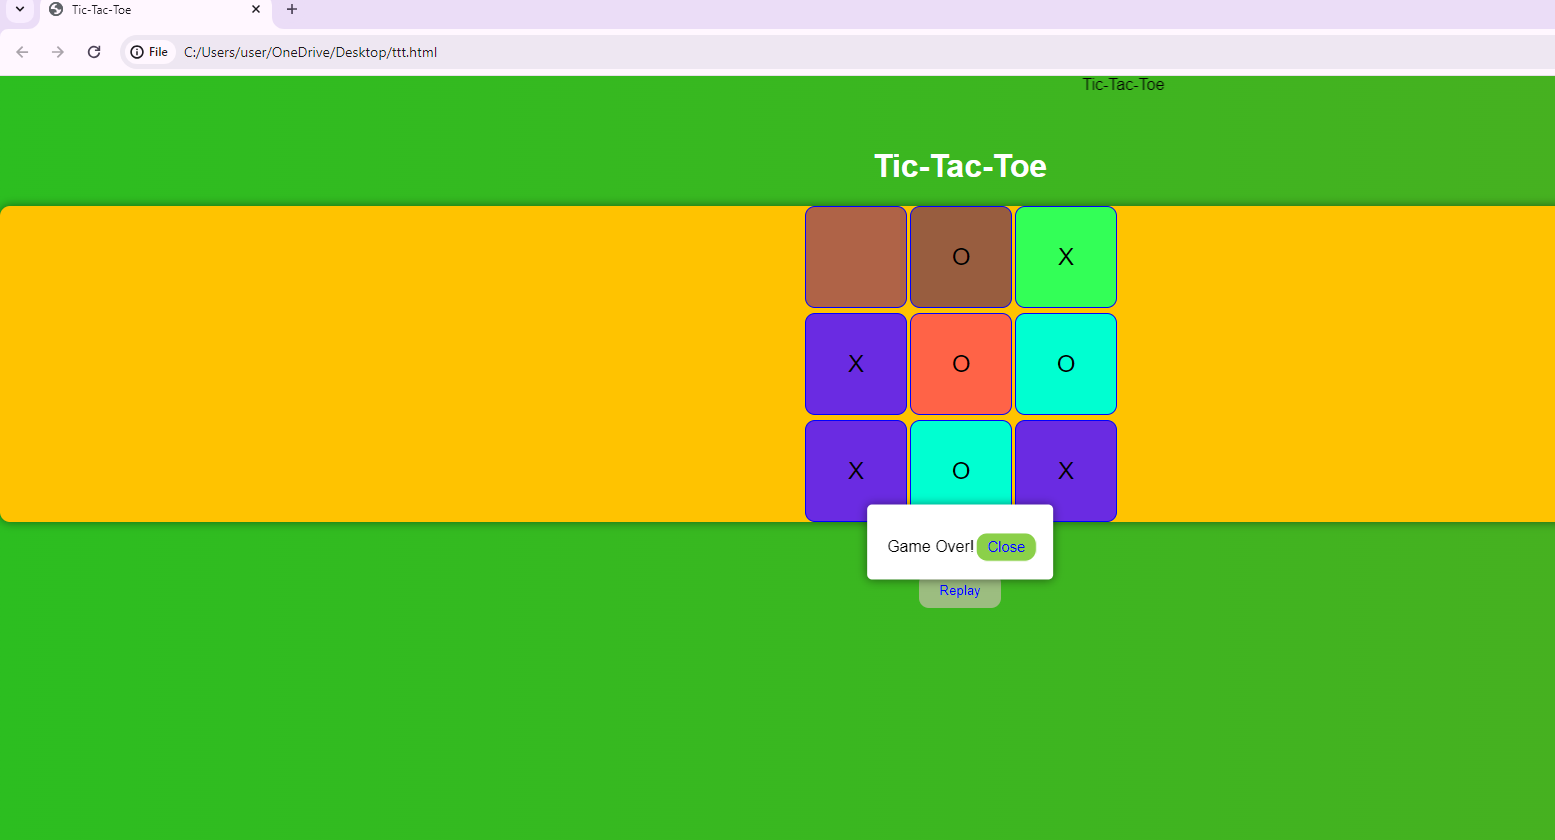 Tic-Tac-Toe
File C:/Users/user/OneDrive/Desktop/ttt.html
Tic-Tac-Toe
Tic-Tac-Toe
O X
X O O
X O X
Game Over! Close
Replay